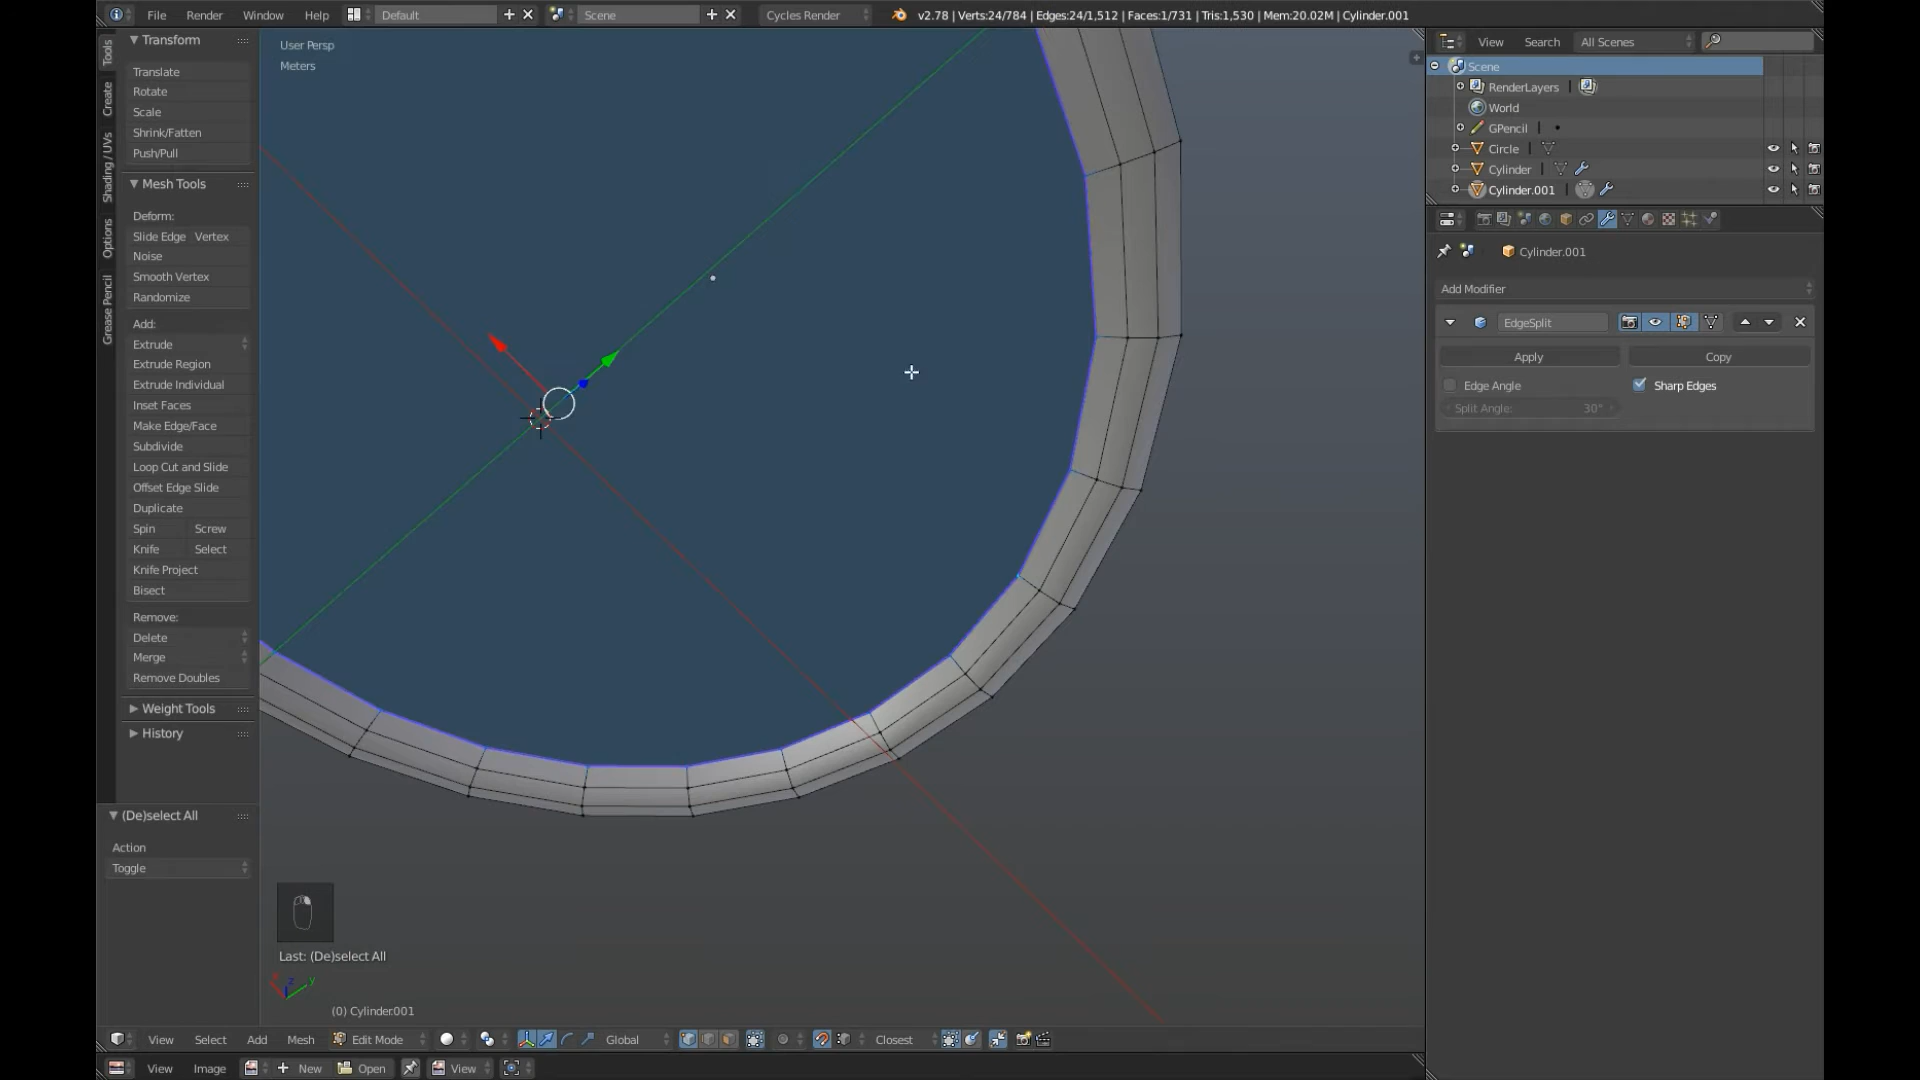 File Render Window Help Default Scene Cycles Render v2.78 | Verts:24/784 | Edges:24/1,512 | Faces:1/731 | Tris:1,530 | Mem:20.02M | Cylinder.001
Tools
Create
Shading / UVs
Options
Grease Pencil
Transform
Translate
Rotate
Scale
Shrink/Fatten
Push/Pull
Mesh Tools
Deform:
Slide Edge Vertex
Noise
Smooth Vertex
Randomize
Add:
Extrude
Extrude Region
Extrude Individual
Inset Faces
Make Edge/Face
Subdivide
Loop Cut and Slide
Offset Edge Slide
Duplicate
Spin Screw
Knife Select
Knife Project
Bisect
Remove:
Delete
Merge
Remove Doubles
Weight Tools
History
(De)select All
Action
Toggle
User Persp
Meters
Last: (De)select All
z y
(0) Cylinder.001
View Select Add Mesh Edit Mode Global Closest
View Image New Open View
View Search All Scenes
Scene
RenderLayers |
World
GPencil |
Circle |
Cylinder |
Cylinder.001 |
Cylinder.001
Add Modifier
EdgeSplit
Apply Copy
Edge Angle Sharp Edges
Split Angle: 30°